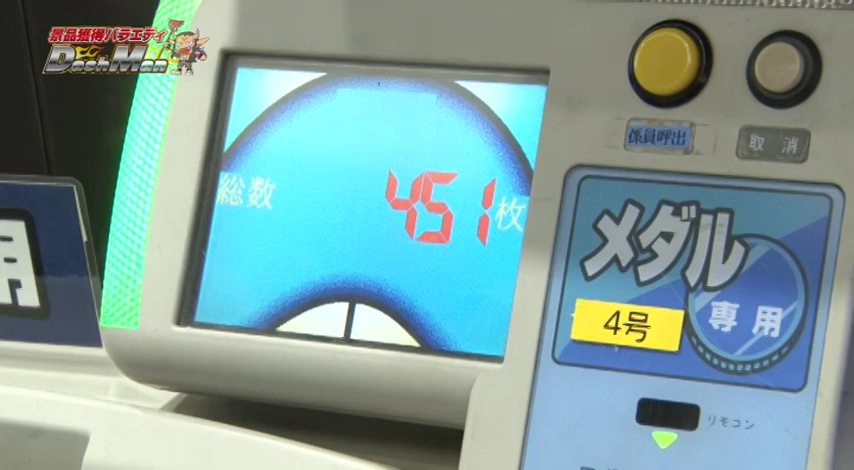 景品獲得バラエティ
DashMan
総数 451枚
係員呼出
取消
メダル
専用
4号
リモコン
用